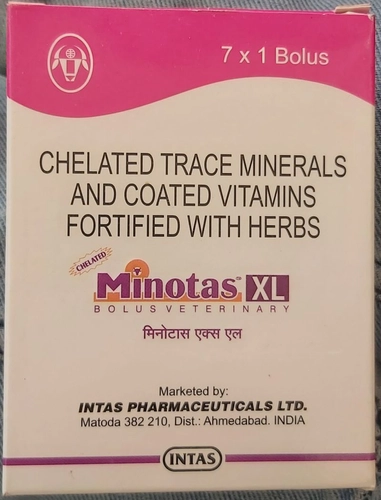 7 x 1 Bolus
CHELATED TRACE MINERALS
AND COATED VITAMINS
FORTIFIED WITH HERBS
CHELATED
Minotas™ XL
BOLUS VETERINARY
मिनोटास एक्स एल
Marketed by:
INTAS PHARMACEUTICALS LTD.
Matoda 382 210, Dist.: Ahmedabad. INDIA
INTAS